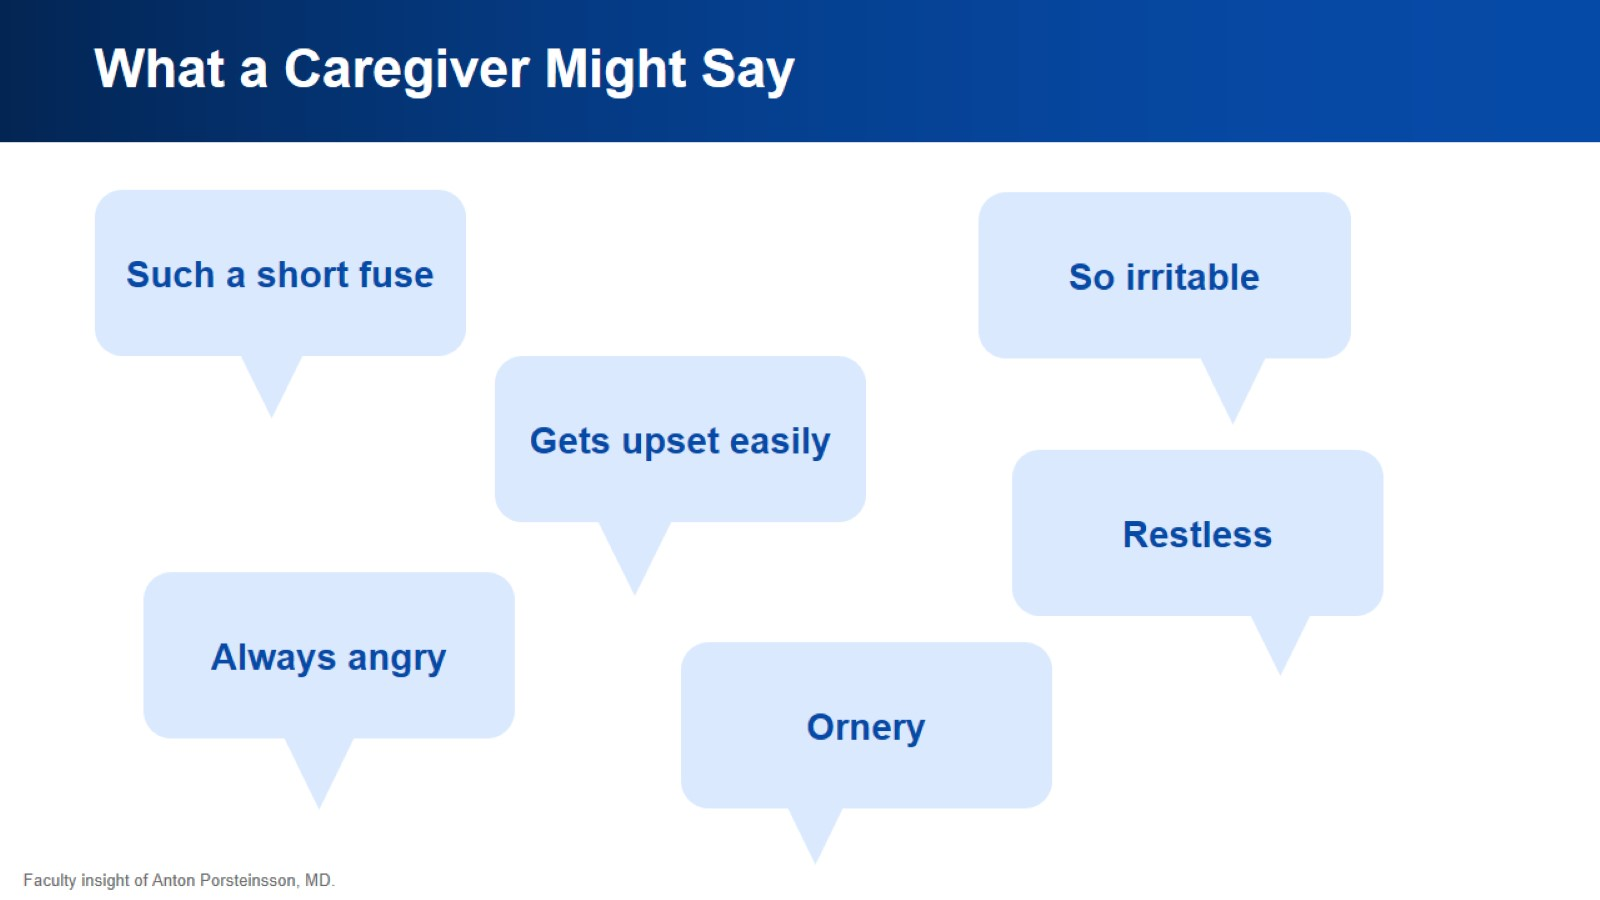 What a Caregiver Might Say
Such a short fuse
So irritable
Gets upset easily
Restless
Always angry
Ornery
Faculty insight of Anton Porsteinsson, MD.